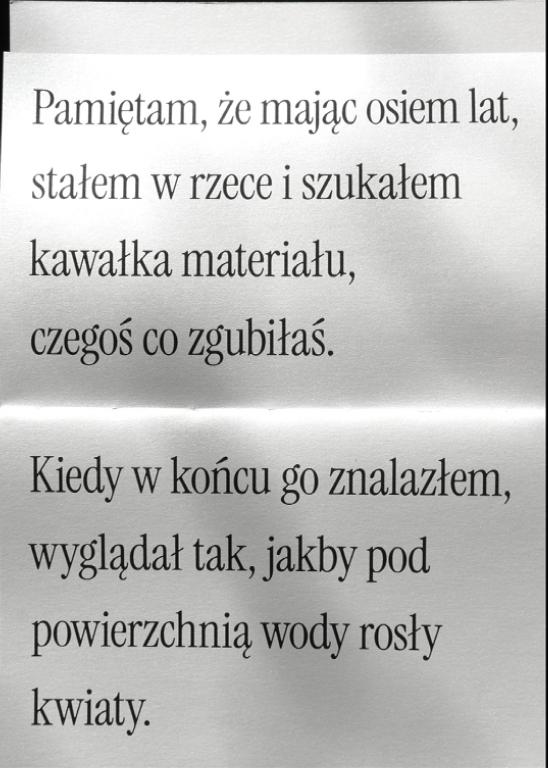 Pamiętam, że mając osiem lat,
stałem w rzece i szukałem
kawałka materiału,
czegoś co zgubiłaś.
Kiedy w końcu go znalazłem,
wyglądał tak, jakby pod
powierzchnią wody rosły
kwiaty.